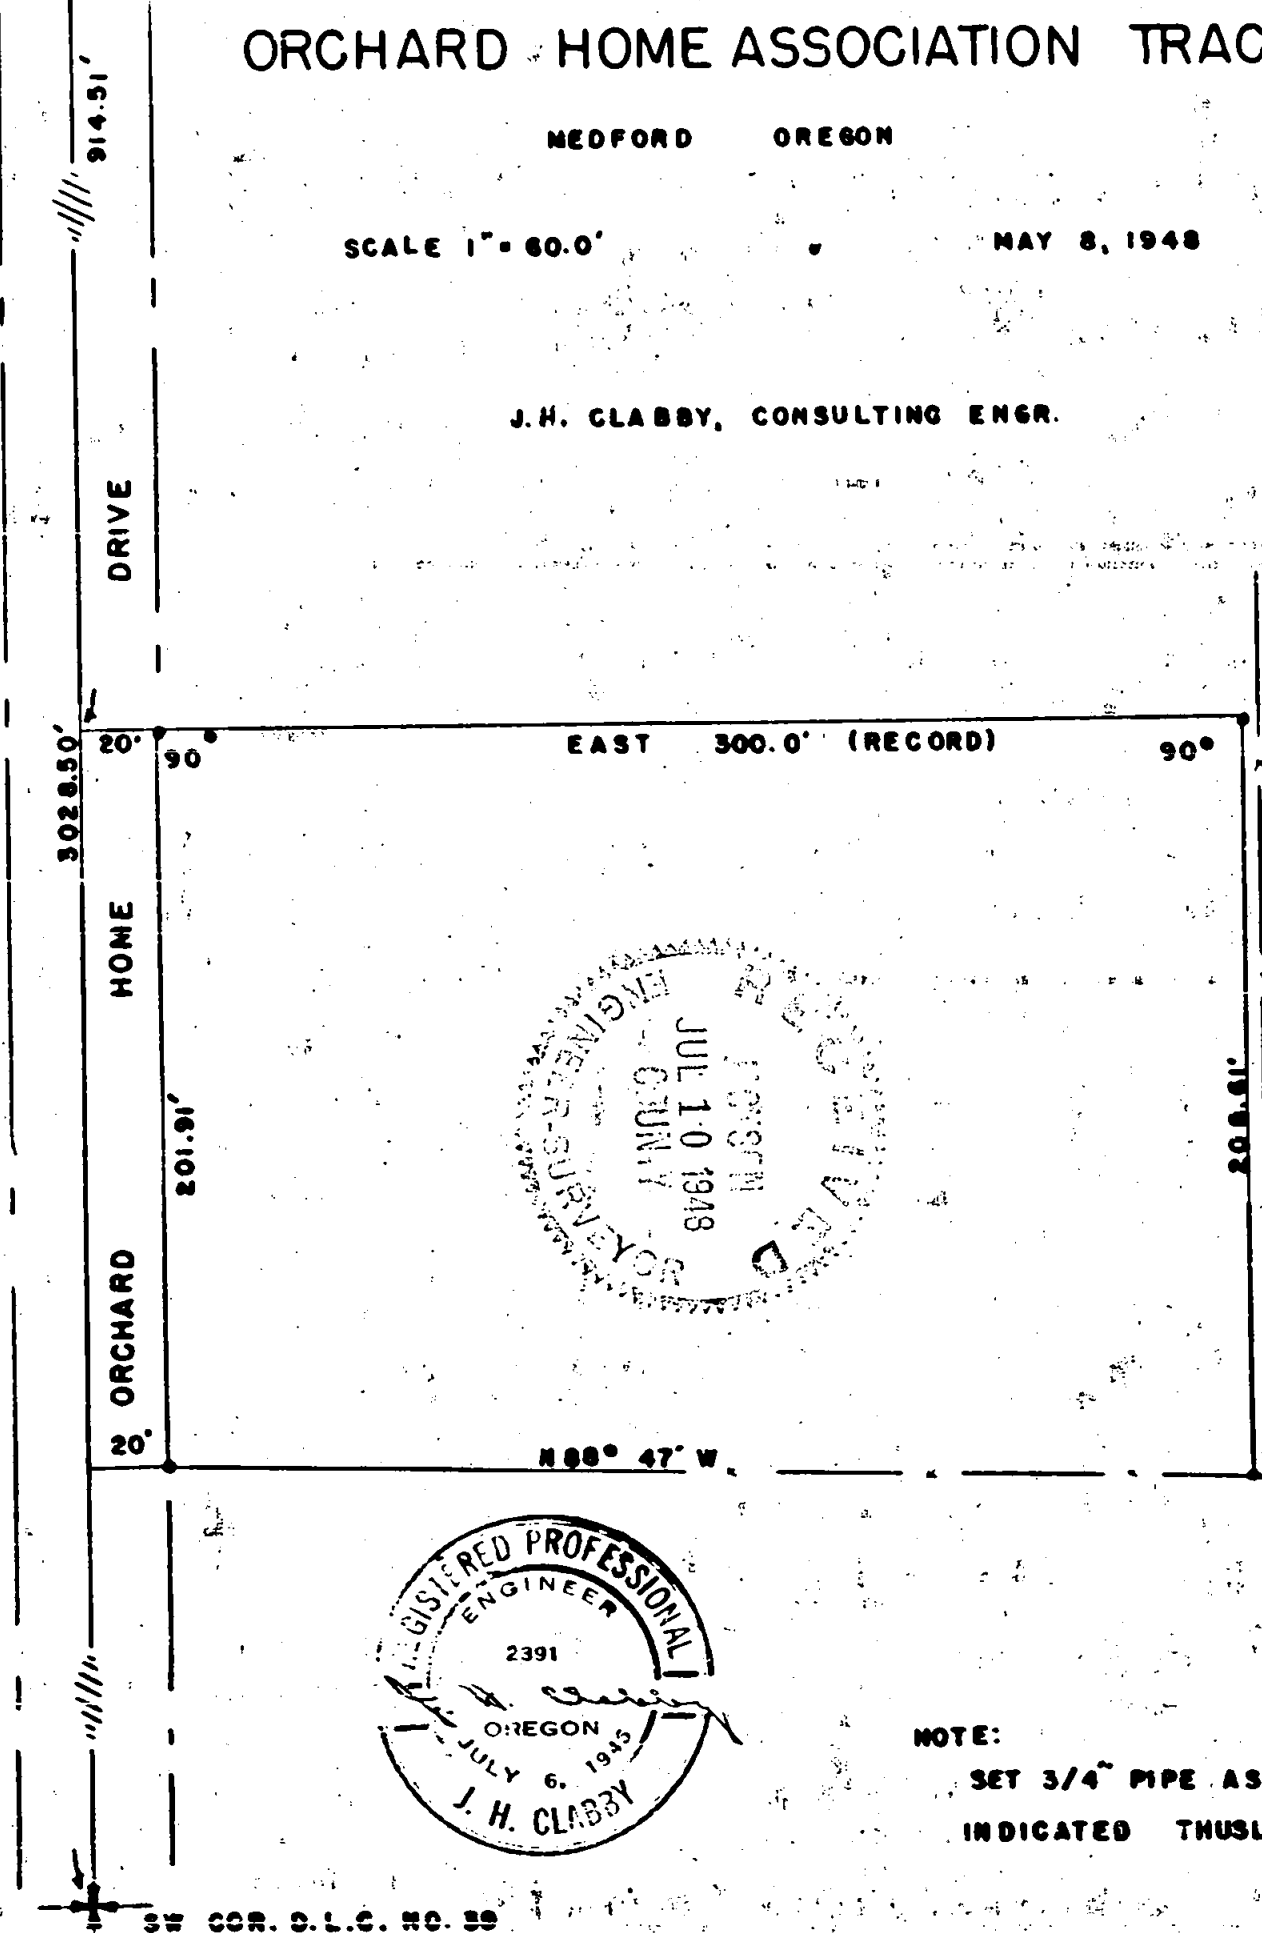 ORCHARD HOME ASSOCIATION TRAC
MEDFORD OREGON
SCALE 1" = 60.0' MAY 8, 1948
J. H. CLABBY, CONSULTING ENGR.
914.51'
DRIVE
HOME
ORCHARD
3028.50'
20'
90°
EAST 300.0' (RECORD)
90°
201.91'
208.61'
RECEIVED
JUL 10 1948
ENGINEER-SURVEYOR
20'
N 88° 47' W
REGISTERED PROFESSIONAL
ENGINEER
2391
J. H. Clabby
OREGON
JULY 6, 1945
J. H. CLABBY
NOTE:
SET 3/4" PIPE AS
INDICATED THUSL
SW COR. D.L.C. NO.